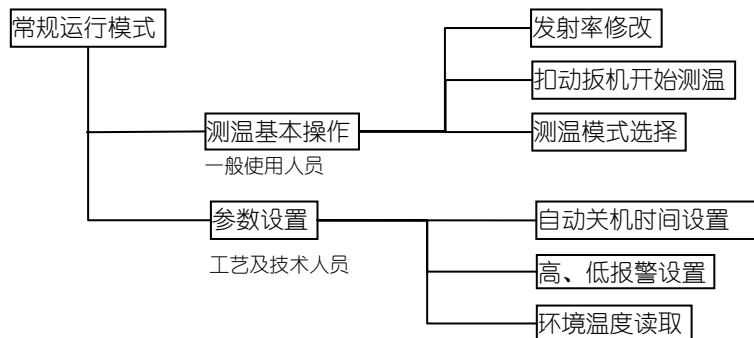 常规运行模式
发射率修改
扣动扳机开始测温
测温基本操作
测温模式选择
一般使用人员
参数设置
自动关机时间设置
工艺及技术人员
高、低报警设置
环境温度读取